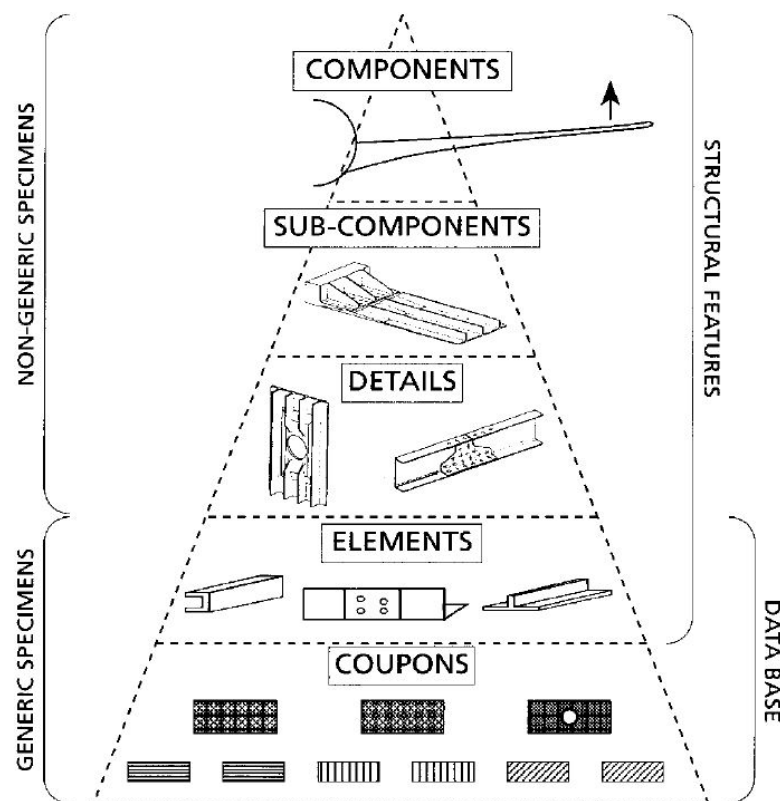 COMPONENTS
NON-GENERIC SPECIMENS
STRUCTURAL FEATURES
SUB-COMPONENTS
DETAILS
ELEMENTS
GENERIC SPECIMENS
DATA BASE
COUPONS